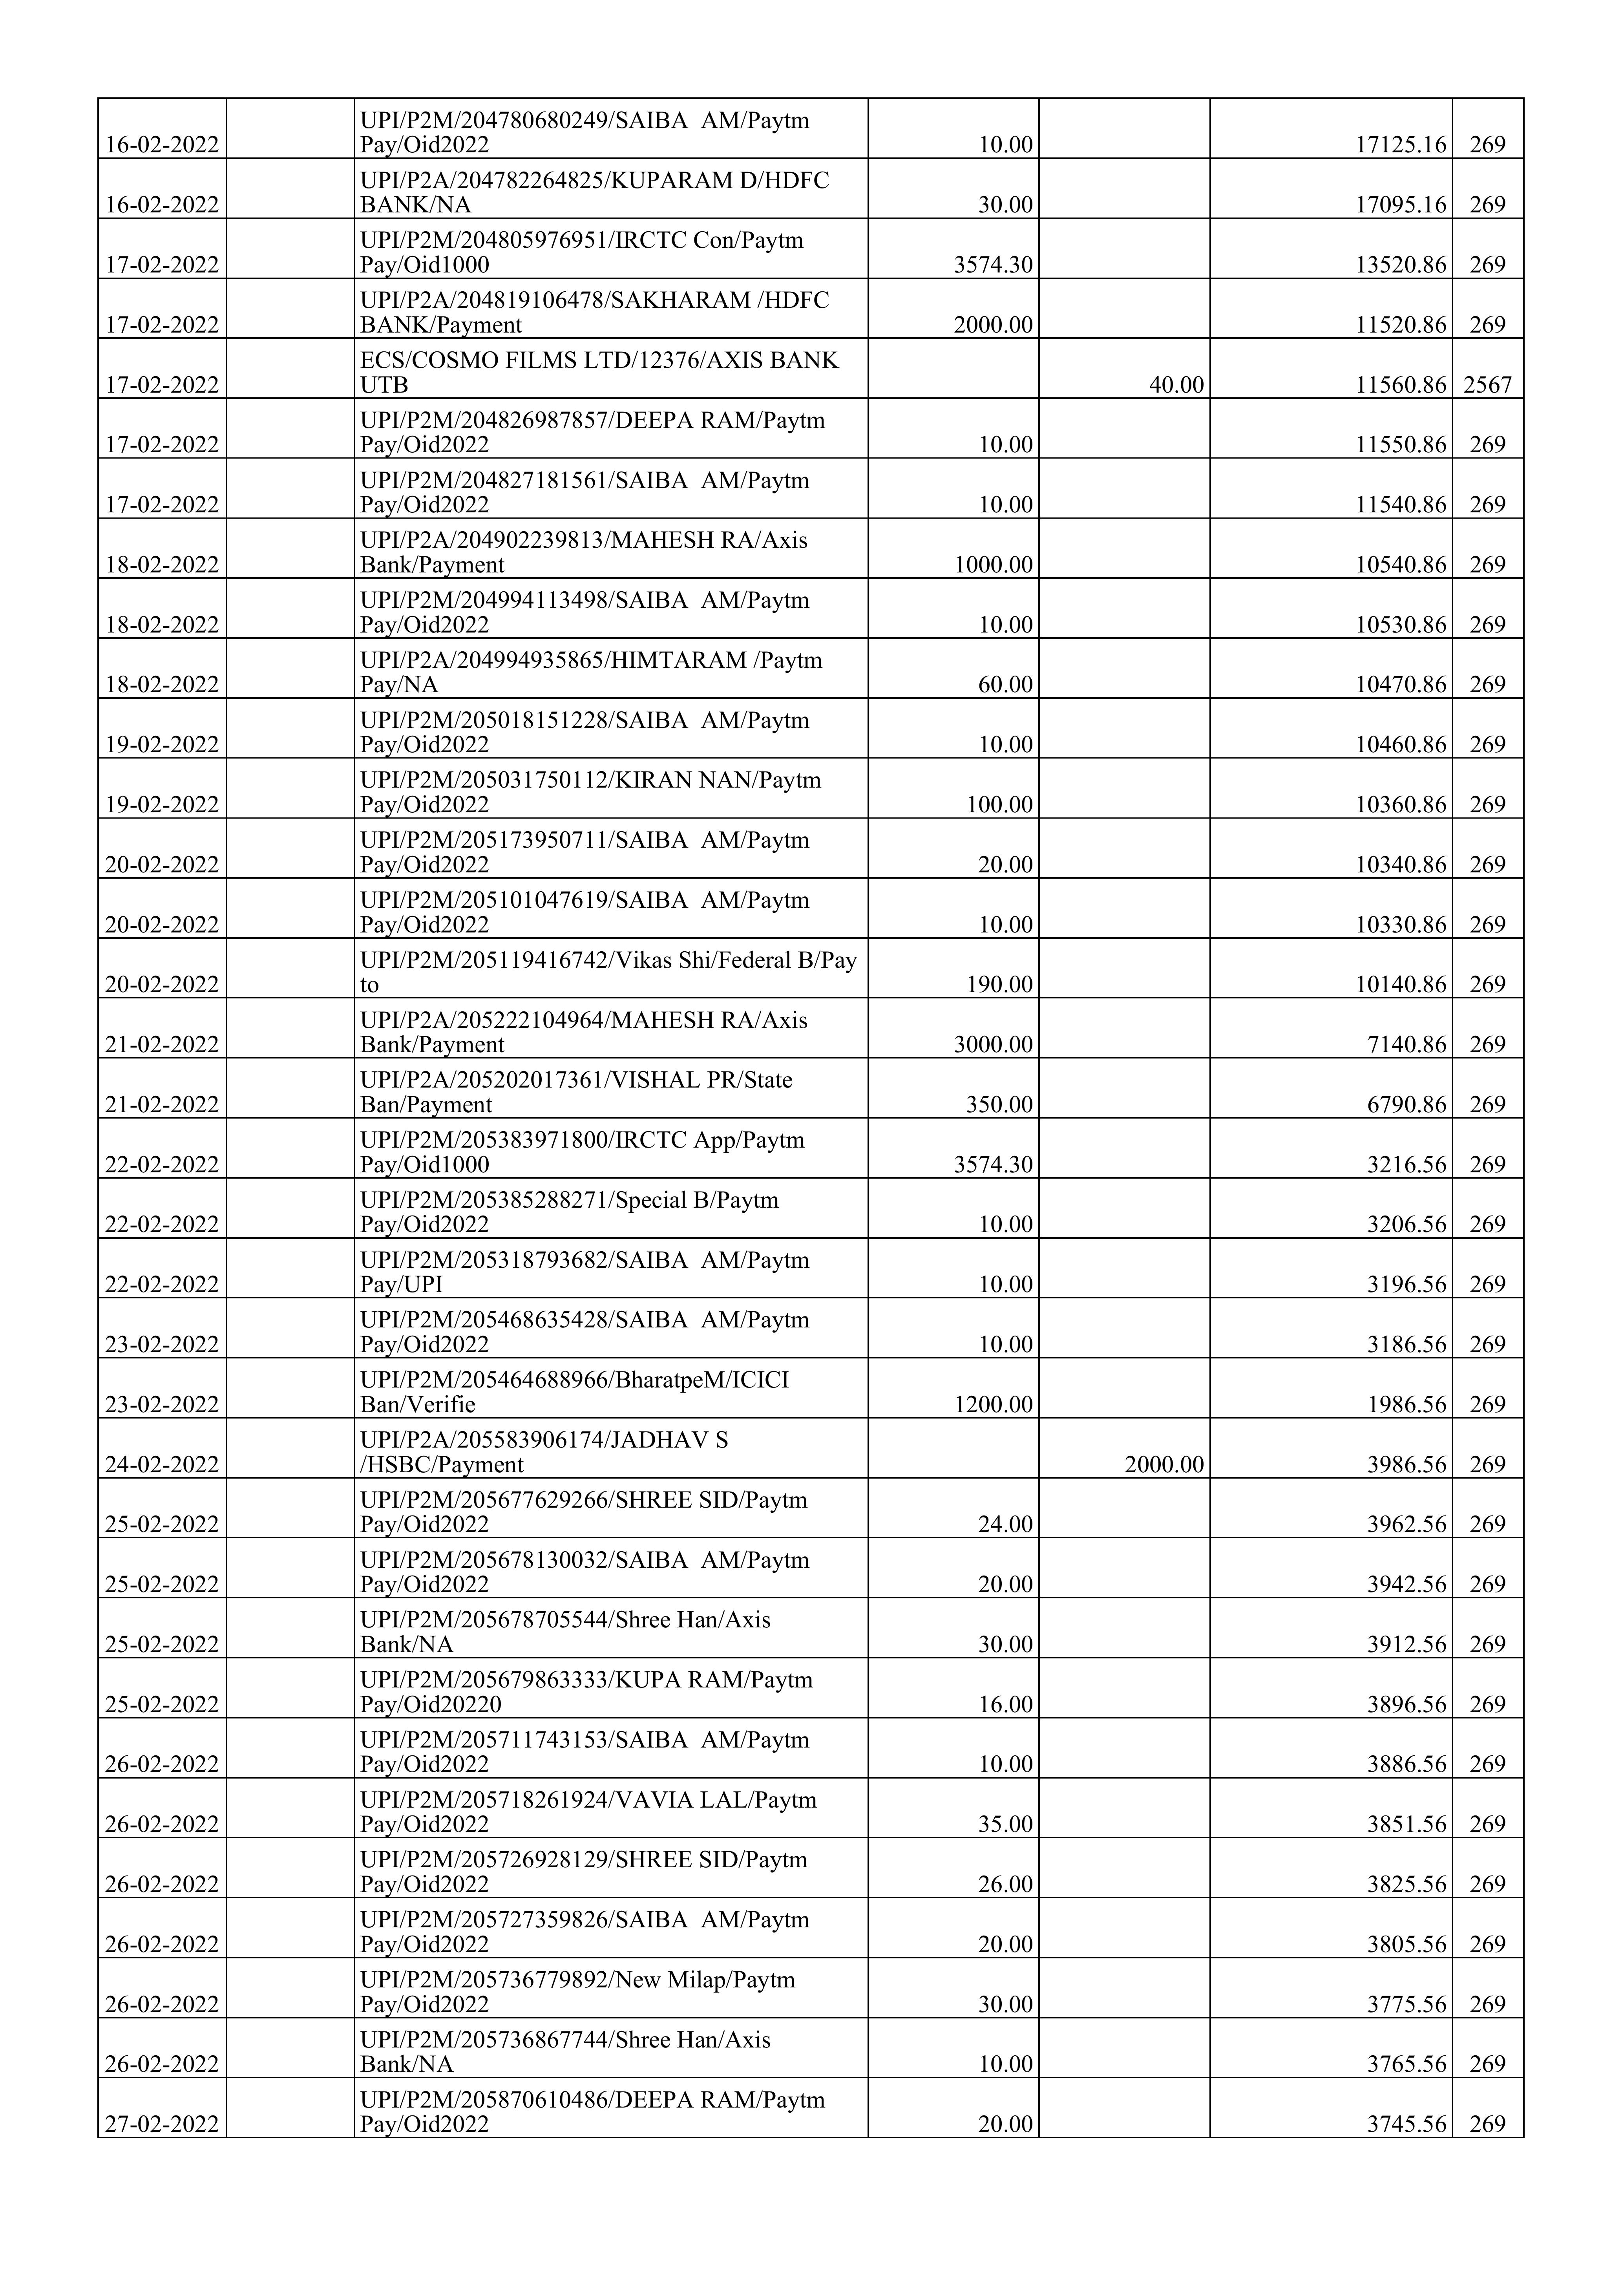 UPI/P2M/204780680249/SAIBA  AM/Paytm
16-02-2022 Pay/Oid2022 10.00 17125.16 269
UPI/P2A/204782264825/KUPARAM D/HDFC
16-02-2022 BANK/NA 30.00 17095.16 269
UPI/P2M/204805976951/IRCTC Con/Paytm
17-02-2022 Pay/Oid1000 3574.30 13520.86 269
UPI/P2A/204819106478/SAKHARAM /HDFC
17-02-2022 BANK/Payment 2000.00 11520.86 269
ECS/COSMO FILMS LTD/12376/AXIS BANK
17-02-2022 UTB 40.00 11560.86 2567
UPI/P2M/204826987857/DEEPA RAM/Paytm
17-02-2022 Pay/Oid2022 10.00 11550.86 269
UPI/P2M/204827181561/SAIBA  AM/Paytm
17-02-2022 Pay/Oid2022 10.00 11540.86 269
UPI/P2A/204902239813/MAHESH RA/Axis
18-02-2022 Bank/Payment 1000.00 10540.86 269
UPI/P2M/204994113498/SAIBA  AM/Paytm
18-02-2022 Pay/Oid2022 10.00 10530.86 269
UPI/P2A/204994935865/HIMTARAM /Paytm
18-02-2022 Pay/NA 60.00 10470.86 269
UPI/P2M/205018151228/SAIBA  AM/Paytm
19-02-2022 Pay/Oid2022 10.00 10460.86 269
UPI/P2M/205031750112/KIRAN NAN/Paytm
19-02-2022 Pay/Oid2022 100.00 10360.86 269
UPI/P2M/205173950711/SAIBA  AM/Paytm
20-02-2022 Pay/Oid2022 20.00 10340.86 269
UPI/P2M/205101047619/SAIBA  AM/Paytm
20-02-2022 Pay/Oid2022 10.00 10330.86 269
UPI/P2M/205119416742/Vikas Shi/Federal B/Pay
20-02-2022 to 190.00 10140.86 269
UPI/P2A/205222104964/MAHESH RA/Axis
21-02-2022 Bank/Payment 3000.00 7140.86 269
UPI/P2A/205202017361/VISHAL PR/State
21-02-2022 Ban/Payment 350.00 6790.86 269
UPI/P2M/205383971800/IRCTC App/Paytm
22-02-2022 Pay/Oid1000 3574.30 3216.56 269
UPI/P2M/205385288271/Special B/Paytm
22-02-2022 Pay/Oid2022 10.00 3206.56 269
UPI/P2M/205318793682/SAIBA  AM/Paytm
22-02-2022 Pay/UPI 10.00 3196.56 269
UPI/P2M/205468635428/SAIBA  AM/Paytm
23-02-2022 Pay/Oid2022 10.00 3186.56 269
UPI/P2M/205464688966/BharatpeM/ICICI
23-02-2022 Ban/Verifie 1200.00 1986.56 269
UPI/P2A/205583906174/JADHAV S
24-02-2022 /HSBC/Payment 2000.00 3986.56 269
UPI/P2M/205677629266/SHREE SID/Paytm
25-02-2022 Pay/Oid2022 24.00 3962.56 269
UPI/P2M/205678130032/SAIBA  AM/Paytm
25-02-2022 Pay/Oid2022 20.00 3942.56 269
UPI/P2M/205678705544/Shree Han/Axis
25-02-2022 Bank/NA 30.00 3912.56 269
UPI/P2M/205679863333/KUPA RAM/Paytm
25-02-2022 Pay/Oid20220 16.00 3896.56 269
UPI/P2M/205711743153/SAIBA  AM/Paytm
26-02-2022 Pay/Oid2022 10.00 3886.56 269
UPI/P2M/205718261924/VAVIA LAL/Paytm
26-02-2022 Pay/Oid2022 35.00 3851.56 269
UPI/P2M/205726928129/SHREE SID/Paytm
26-02-2022 Pay/Oid2022 26.00 3825.56 269
UPI/P2M/205727359826/SAIBA  AM/Paytm
26-02-2022 Pay/Oid2022 20.00 3805.56 269
UPI/P2M/205736779892/New Milap/Paytm
26-02-2022 Pay/Oid2022 30.00 3775.56 269
UPI/P2M/205736867744/Shree Han/Axis
26-02-2022 Bank/NA 10.00 3765.56 269
UPI/P2M/205870610486/DEEPA RAM/Paytm
27-02-2022 Pay/Oid2022 20.00 3745.56 269